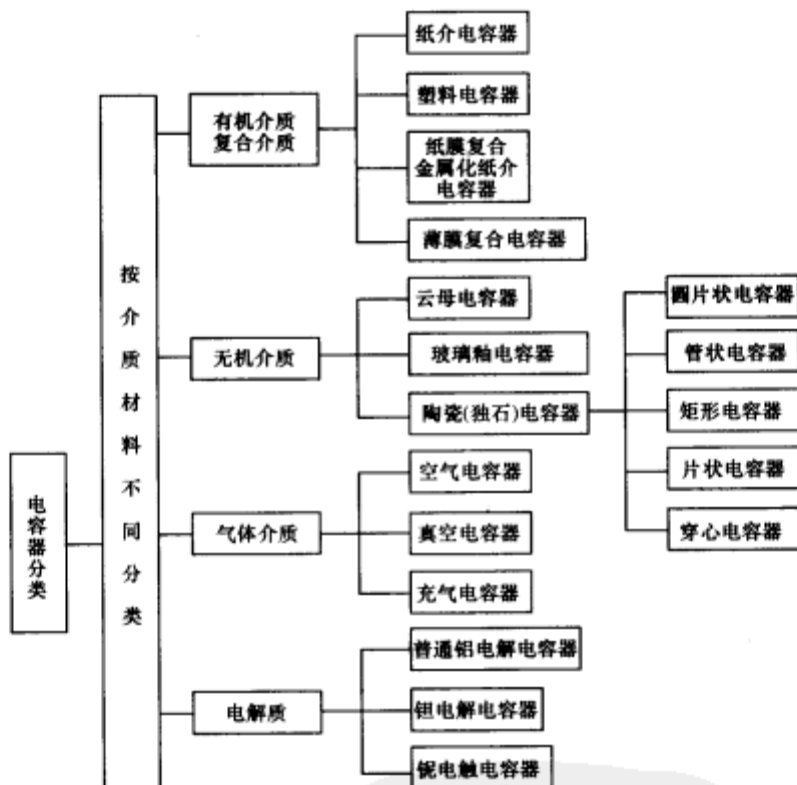 电容器分类
按介质材料不同分类
有机介质
复合介质
纸介电容器
塑料电容器
纸膜复合
金属化纸介
电容器
薄膜复合电容器
无机介质
云母电容器
玻璃釉电容器
陶瓷(独石)电容器
圆片状电容器
管状电容器
矩形电容器
片状电容器
穿心电容器
气体介质
空气电容器
真空电容器
充气电容器
电解质
普通铝电解电容器
钽电解电容器
铌电触电容器